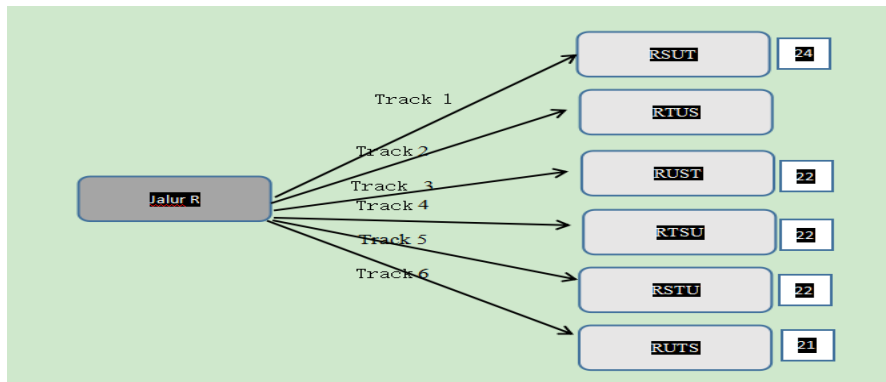 RSUT 24
Track 1
RTUS
Track 2
RUST 22
Track 3
Jalur R
Track 4
RTSU 22
Track 5
Track 6
RSTU 22
RUTS 21